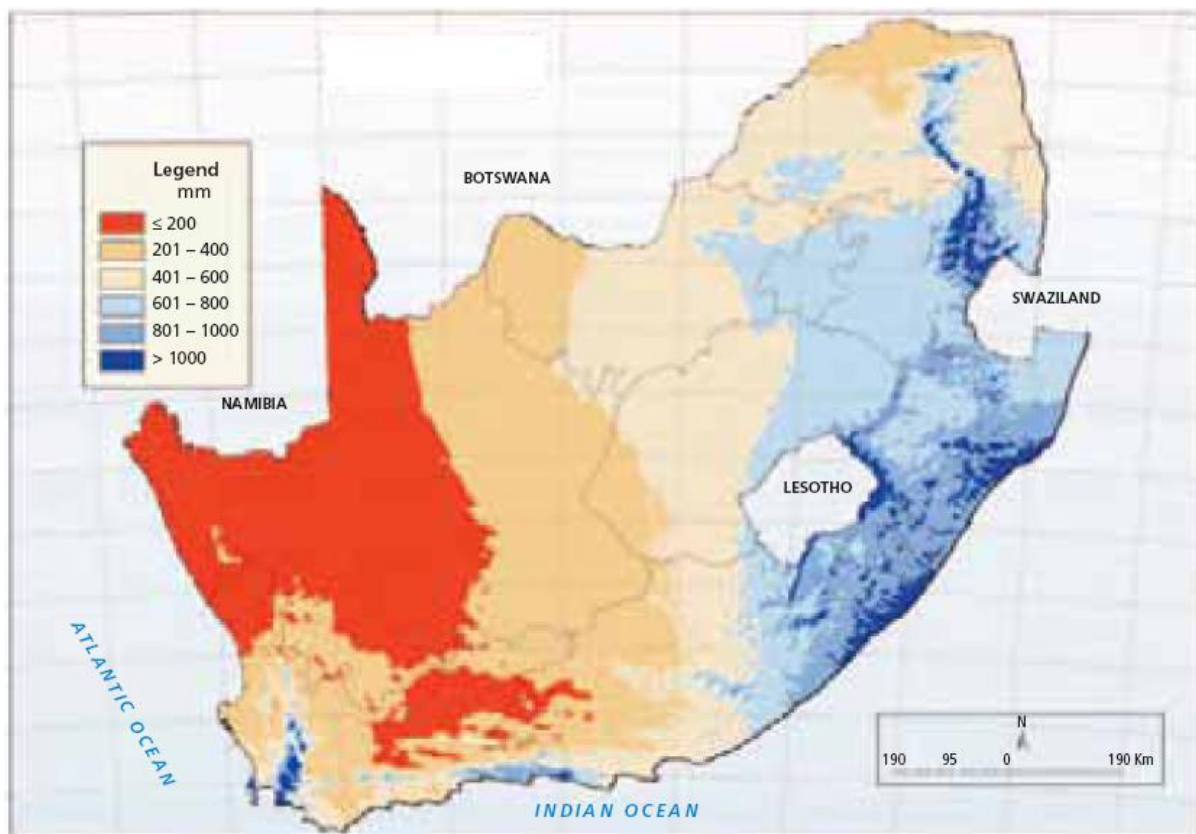 BOTSWANA
Legend
mm
≤ 200
201 – 400
401 – 600
601 – 800
801 – 1000
> 1000
SWAZILAND
NAMIBIA
LESOTHO
ATLANTIC OCEAN
N
190 95 0 190 Km
INDIAN OCEAN